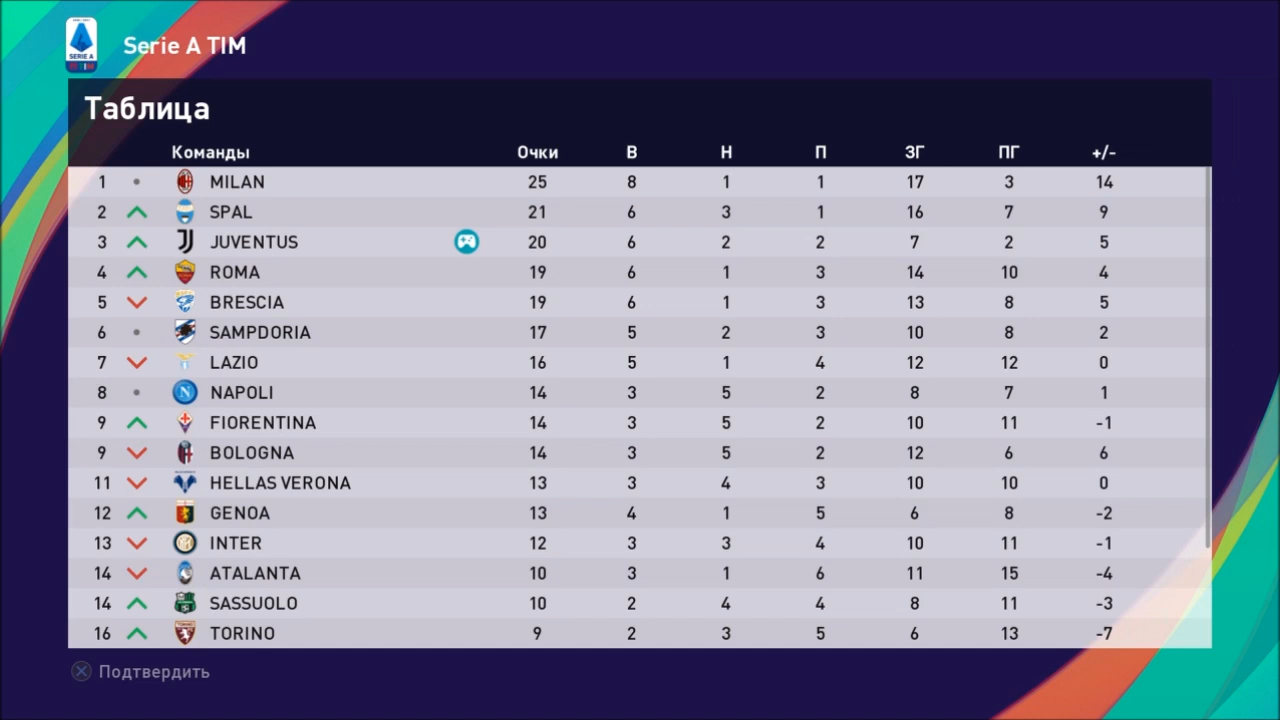 SERIE A
TIM
Serie A TIM
Таблица
Команды Очки В Н П ЗГ ПГ +/-
1 MILAN 25 8 1 1 17 3 14
2 SPAL 21 6 3 1 16 7 9
3 JUVENTUS 20 6 2 2 7 2 5
4 ROMA 19 6 1 3 14 10 4
5 BRESCIA 19 6 1 3 13 8 5
6 SAMPDORIA 17 5 2 3 10 8 2
7 LAZIO 16 5 1 4 12 12 0
8 NAPOLI 14 3 5 2 8 7 1
9 FIORENTINA 14 3 5 2 10 11 -1
9 BOLOGNA 14 3 5 2 12 6 6
11 HELLAS VERONA 13 3 4 3 10 10 0
12 GENOA 13 4 1 5 6 8 -2
13 INTER 12 3 3 4 10 11 -1
14 ATALANTA 10 3 1 6 11 15 -4
14 SASSUOLO 10 2 4 4 8 11 -3
16 TORINO 9 2 3 5 6 13 -7
Подтвердить